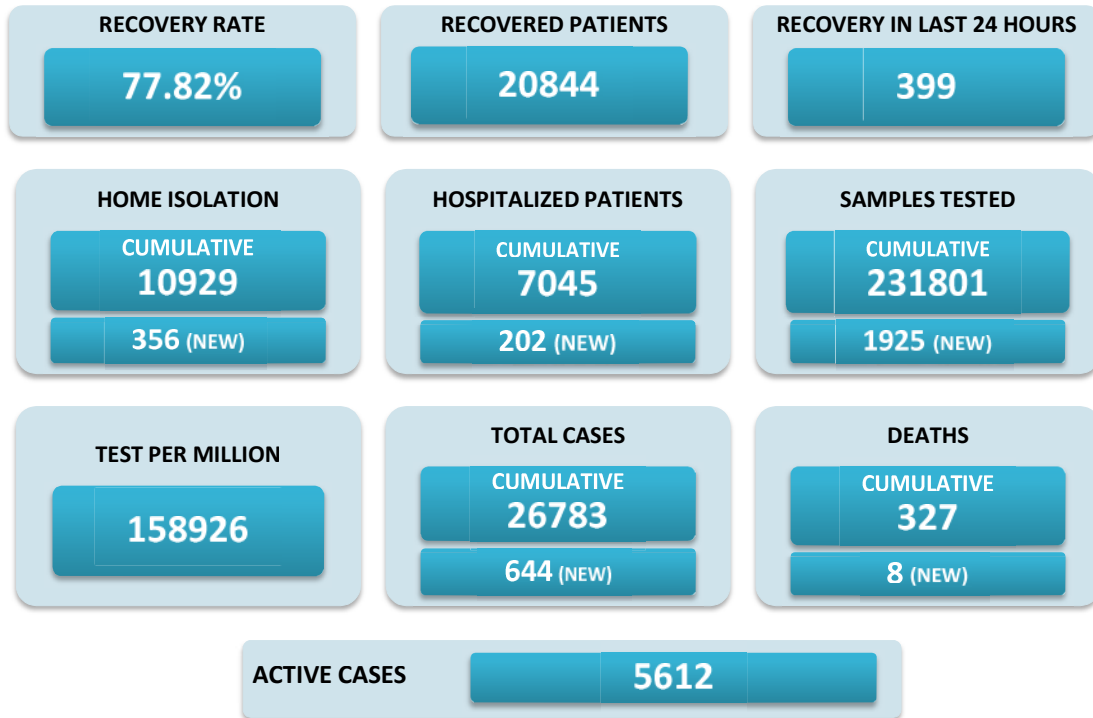 RECOVERY RATE
77.82%
RECOVERED PATIENTS
20844
RECOVERY IN LAST 24 HOURS
399
HOME ISOLATION
CUMULATIVE
10929
356 (NEW)
HOSPITALIZED PATIENTS
CUMULATIVE
7045
202 (NEW)
SAMPLES TESTED
CUMULATIVE
231801
1925 (NEW)
TEST PER MILLION
158926
TOTAL CASES
CUMULATIVE
26783
644 (NEW)
DEATHS
CUMULATIVE
327
8 (NEW)
ACTIVE CASES
5612